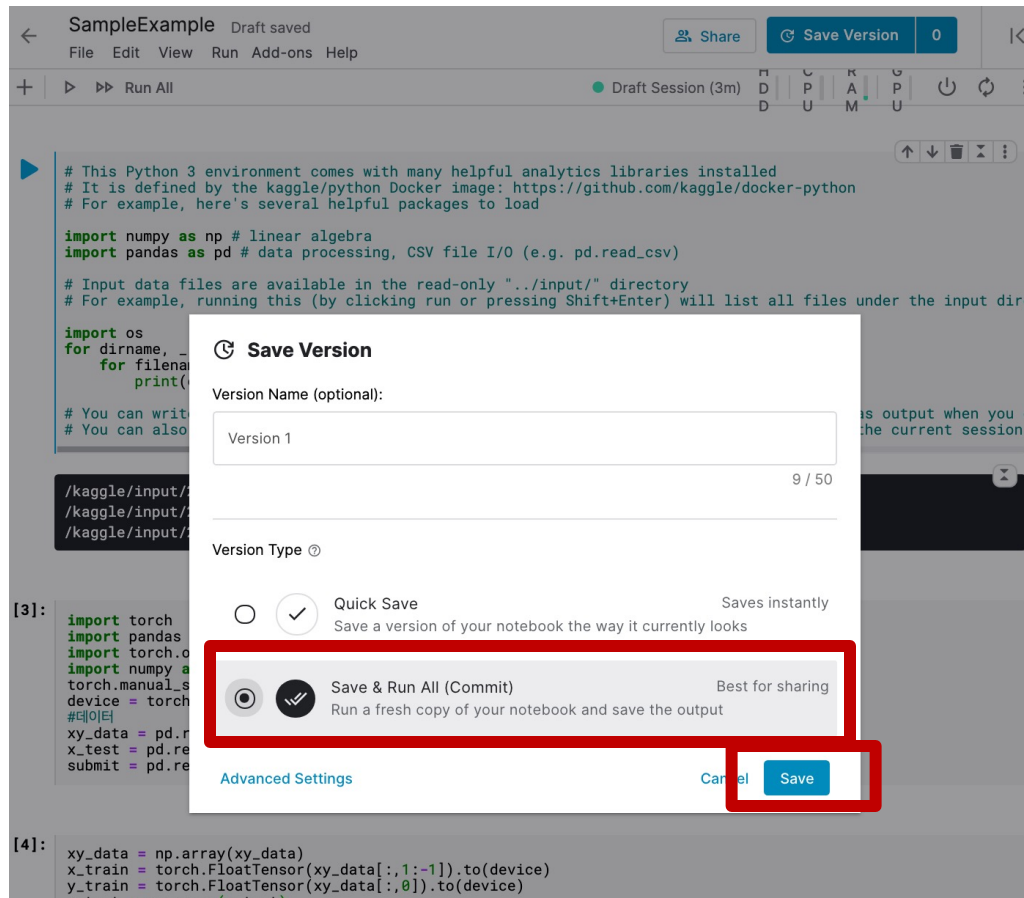 SampleExample Draft saved
Share
Save Version 0
File Edit View Run Add-ons Help
Run All
Draft Session (3m)
HDD
CPU
RAM
GPU
# This Python 3 environment comes with many helpful analytics libraries installed
# It is defined by the kaggle/python Docker image: https://github.com/kaggle/docker-python
# For example, here's several helpful packages to load
import numpy as np # linear algebra
import pandas as pd # data processing, CSV file I/O (e.g. pd.read_csv)
# Input data files are available in the read-only "../input/" directory
# For example, running this (by clicking run or pressing Shift+Enter) will list all files under the input dir
import os
for dirname, _
for filena
print(
# You can writ as output when you
# You can also the current session
/kaggle/input/
/kaggle/input/
/kaggle/input/
Save Version
Version Name (optional):
Version 1
9 / 50
Version Type
Quick Save
Saves instantly
Save a version of your notebook the way it currently looks
Save & Run All (Commit)
Best for sharing
Run a fresh copy of your notebook and save the output
Advanced Settings
Cancel
Save
[3]:
import torch
import pandas
import torch.o
import numpy a
torch.manual_s
device = torch
#데이터
xy_data = pd.r
x_test = pd.re
submit = pd.re
[4]:
xy_data = np.array(xy_data)
x_train = torch.FloatTensor(xy_data[:,1:-1]).to(device)
y_train = torch.FloatTensor(xy_data[:,0]).to(device)